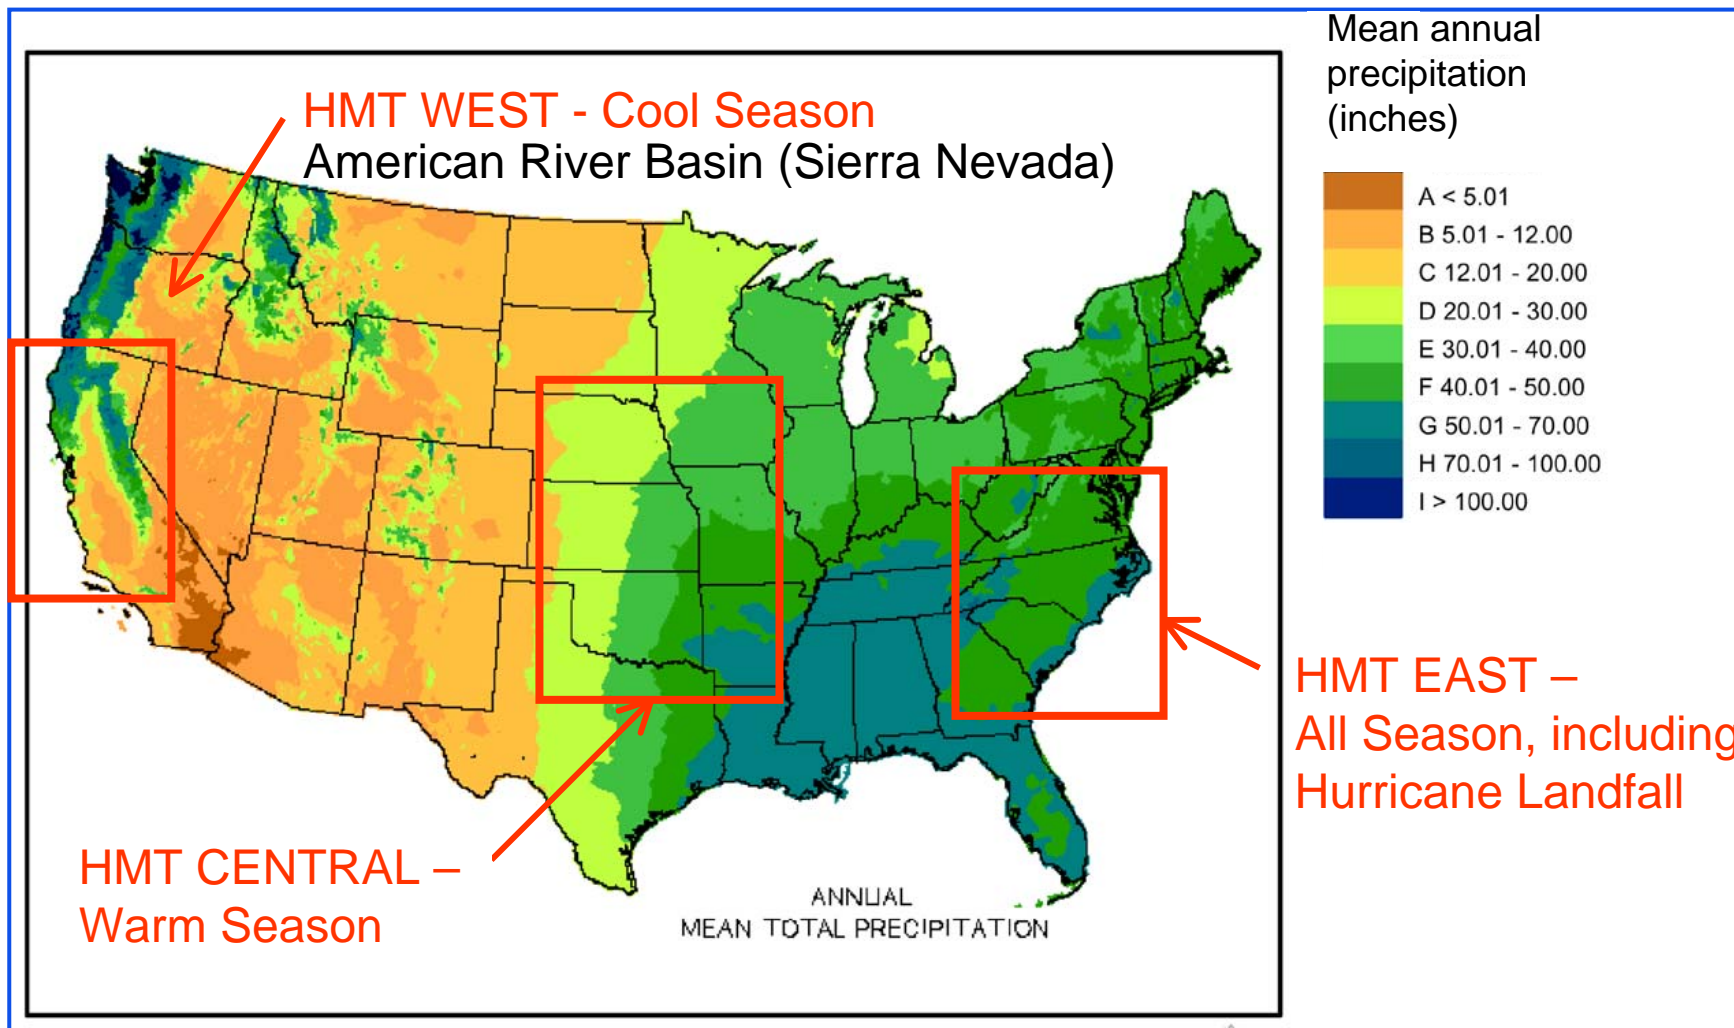 Mean annual
precipitation
(inches)
HMT WEST - Cool Season
American River Basin (Sierra Nevada)
A < 5.01
B 5.01 - 12.00
C 12.01 - 20.00
D 20.01 - 30.00
E 30.01 - 40.00
F 40.01 - 50.00
G 50.01 - 70.00
H 70.01 - 100.00
I > 100.00
HMT EAST –
All Season, including
Hurricane Landfall
HMT CENTRAL –
Warm Season
ANNUAL
MEAN TOTAL PRECIPITATION